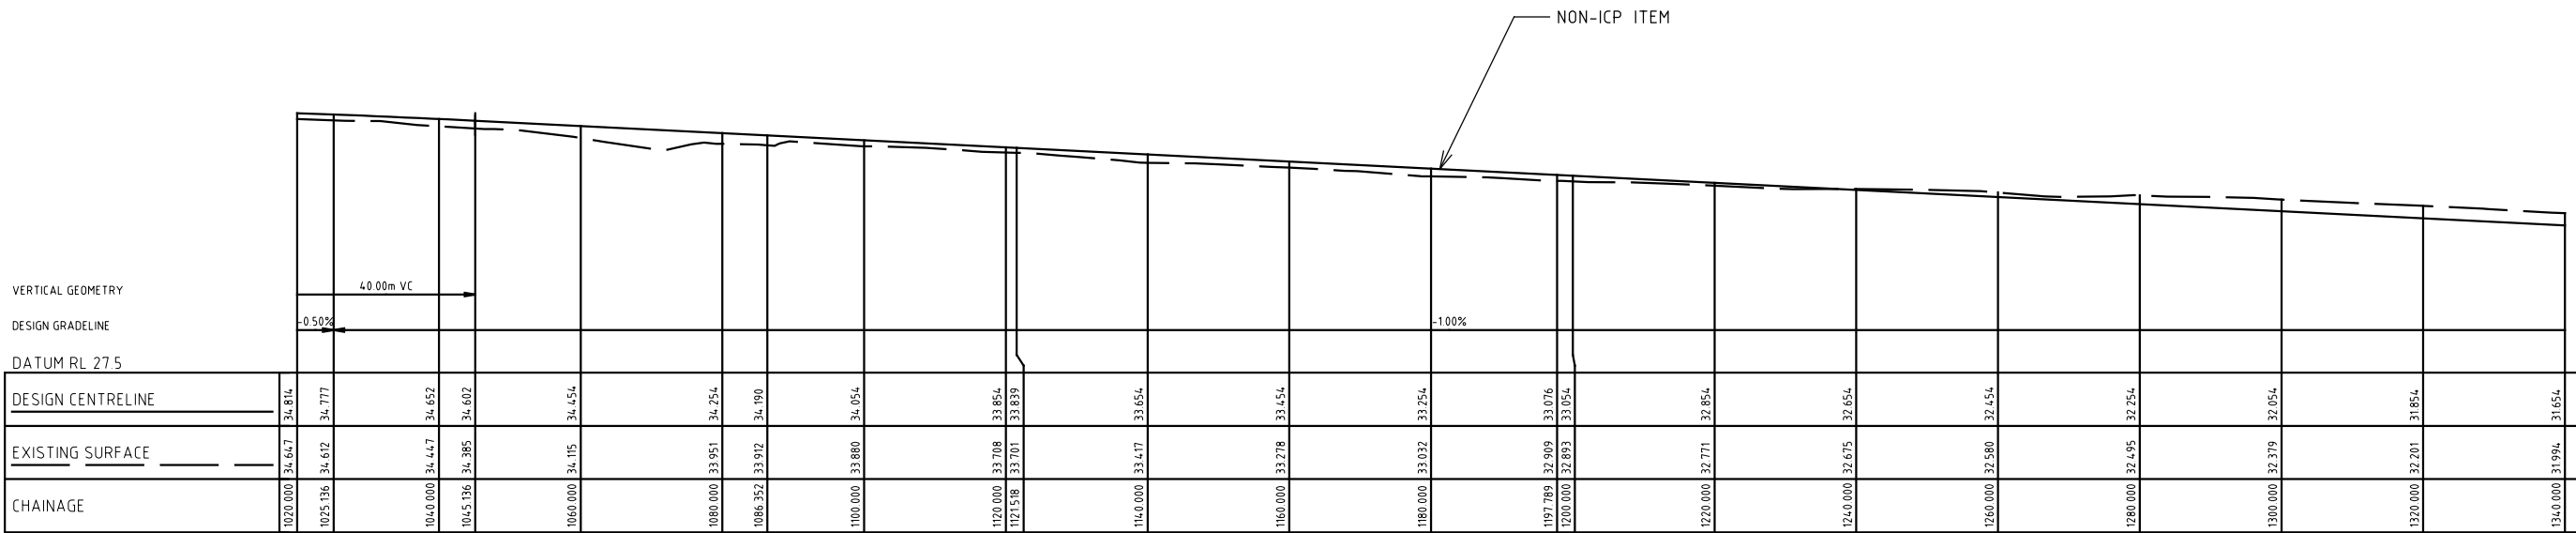 NON-ICP ITEM
VERTICAL GEOMETRY
40.00m VC
DESIGN GRADELINE
-0.50%
-1.00%
DATUM RL 27.5
DESIGN CENTRELINE 34.814 34.777 34.652 34.602 34.454 34.254 34.190 34.054 33.854 33.839 33.654 33.454 33.254 33.076 33.054 32.854 32.654 32.454 32.254 32.054 31.854 31.654
EXISTING SURFACE 34.647 34.612 34.447 34.385 34.115 33.951 33.912 33.880 33.708 33.701 33.417 33.278 33.032 32.909 32.893 32.771 32.675 32.580 32.495 32.379 32.201 31.994
CHAINAGE 1020.000 1025.136 1040.000 1045.136 1060.000 1080.000 1086.352 1100.000 1120.000 1121.518 1140.000 1160.000 1180.000 1197.789 1200.000 1220.000 1240.000 1260.000 1280.000 1300.000 1320.000 1340.000